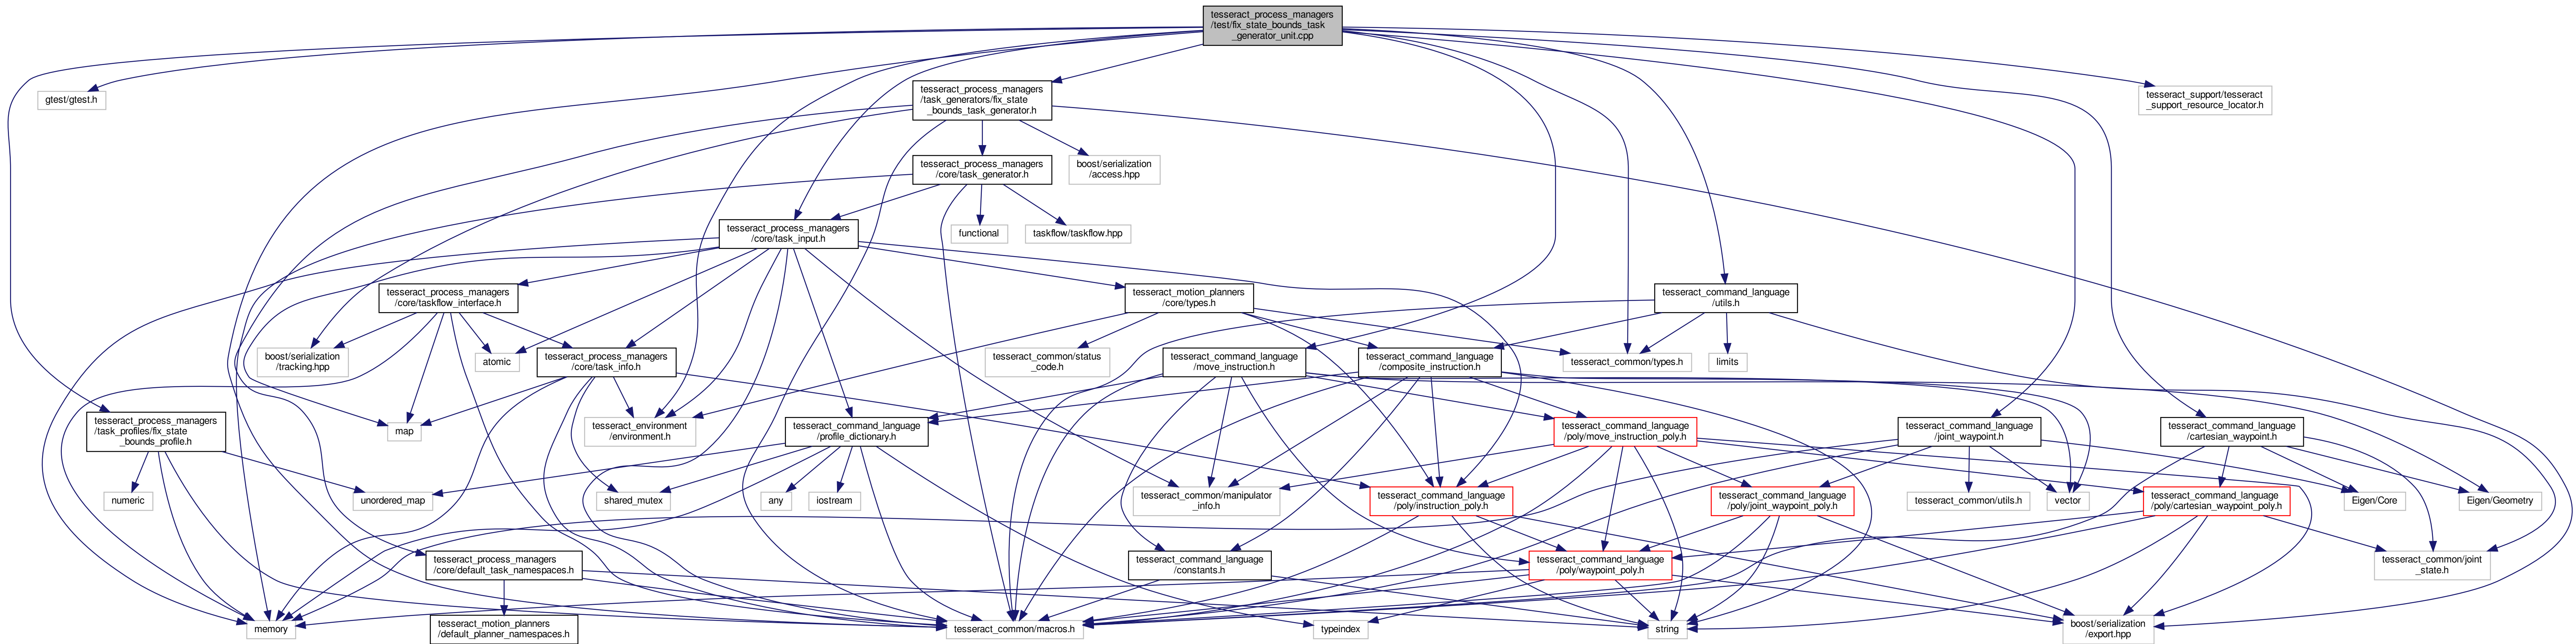 tesseract_process_managers
/test/fix_state_bounds_task
_generator_unit.cpp
tesseract_process_managers
/task_generators/fix_state
_bounds_task_generator.h
gtest/gtest.h
tesseract_support/tesseract
_support_resource_locator.h
tesseract_process_managers
/core/task_generator.h
boost/serialization
/access.hpp
tesseract_process_managers
/core/task_input.h
functional
taskflow/taskflow.hpp
tesseract_process_managers
/core/taskflow_interface.h
tesseract_motion_planners
/core/types.h
tesseract_command_language
/utils.h
boost/serialization
/tracking.hpp
atomic
tesseract_process_managers
/core/task_info.h
tesseract_common/status
_code.h
tesseract_command_language
/move_instruction.h
tesseract_command_language
/composite_instruction.h
tesseract_common/types.h
limits
tesseract_process_managers
/task_profiles/fix_state
_bounds_profile.h
map
tesseract_environment
/environment.h
tesseract_command_language
/profile_dictionary.h
tesseract_command_language
/poly/move_instruction_poly.h
tesseract_command_language
/joint_waypoint.h
tesseract_command_language
/cartesian_waypoint.h
numeric
unordered_map
shared_mutex
any
iostream
tesseract_common/manipulator
_info.h
tesseract_command_language
/poly/instruction_poly.h
tesseract_command_language
/poly/joint_waypoint_poly.h
tesseract_common/utils.h
vector
tesseract_command_language
/poly/cartesian_waypoint_poly.h
Eigen/Core
Eigen/Geometry
tesseract_process_managers
/core/default_task_namespaces.h
tesseract_command_language
/constants.h
tesseract_command_language
/poly/waypoint_poly.h
tesseract_common/joint
_state.h
memory
tesseract_motion_planners
/default_planner_namespaces.h
tesseract_common/macros.h
typeindex
string
boost/serialization
/export.hpp